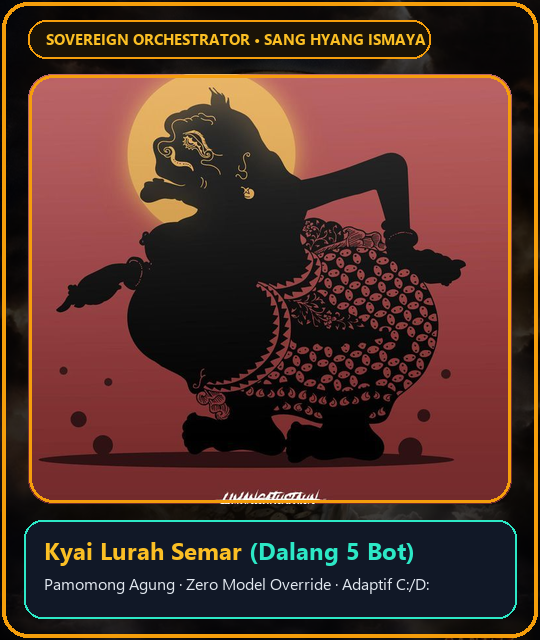 SOVEREIGN ORCHESTRATOR • SANG HYANG ISMAYA
Kyai Lurah Semar (Dalang 5 Bot)
Pamomong Agung · Zero Model Override · Adaptif C:/D: